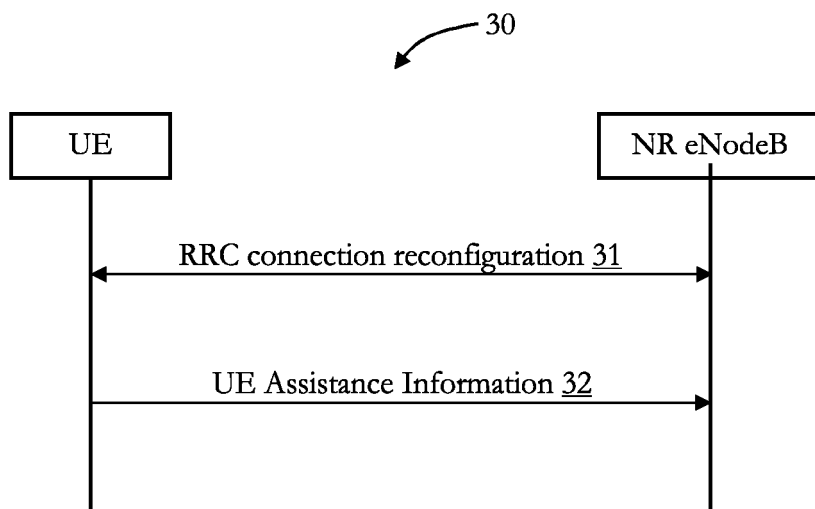 30
UE
NR eNodeB
RRC connection reconfiguration 31
UE Assistance Information 32